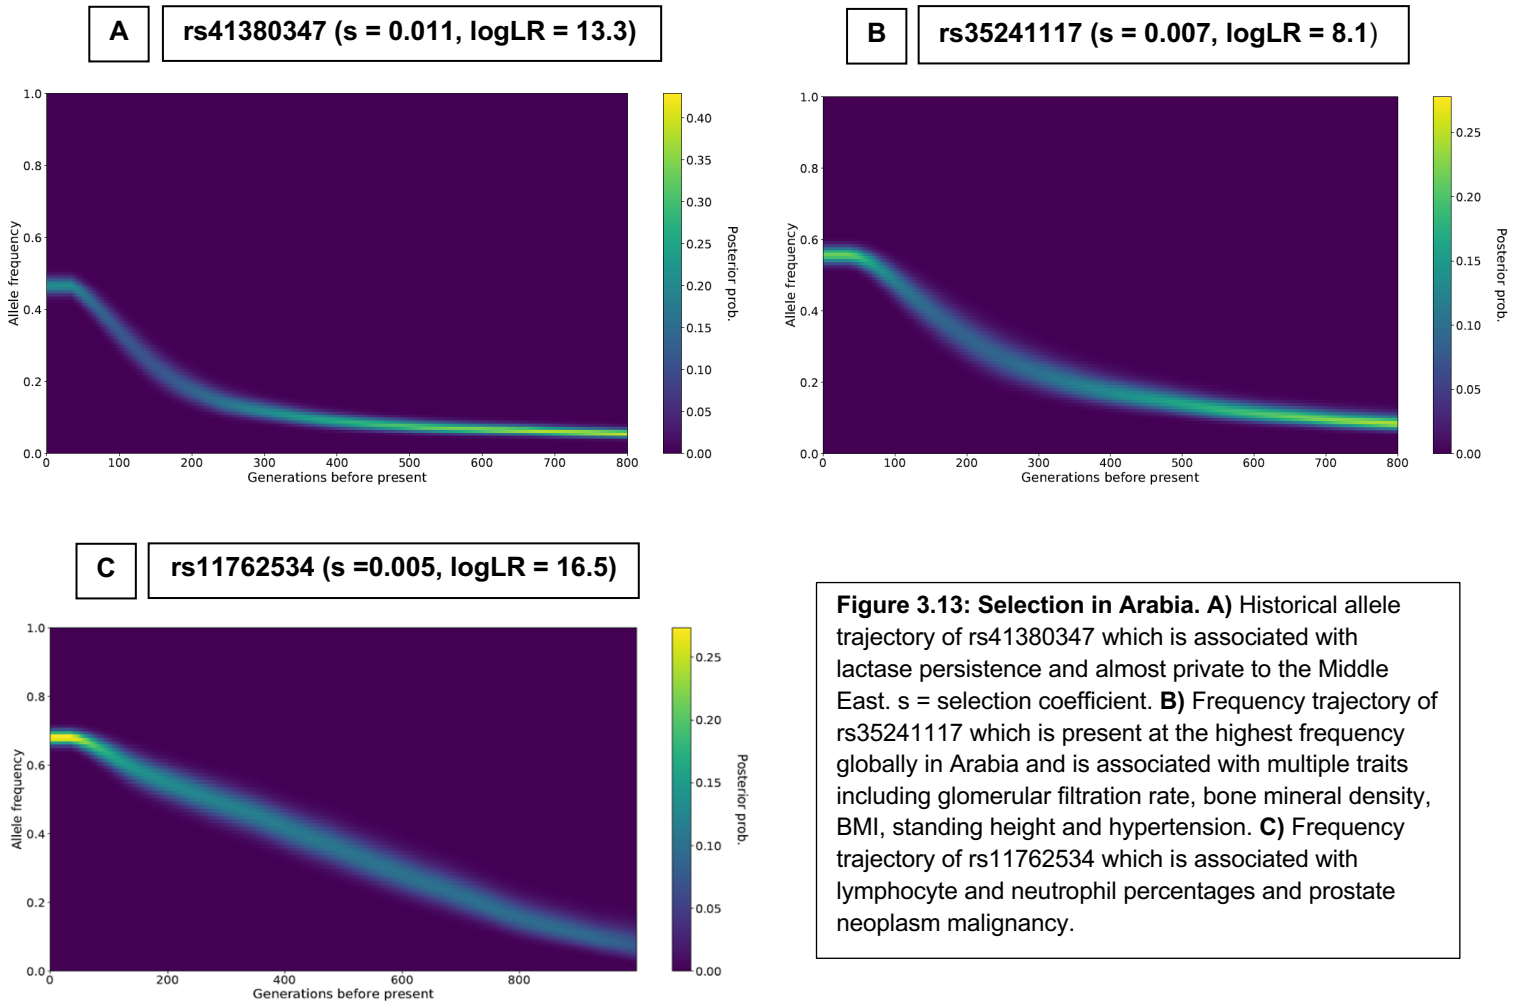 A
rs41380347 (s = 0.011, logLR = 13.3)
1.0
0.8
0.6
0.4
0.2
0.0
Allele frequency
0 100 200 300 400 500 600 700 800
Generations before present
0.40
0.35
0.30
0.25
0.20
0.15
0.10
0.05
0.00
Posterior prob.
B
rs35241117 (s = 0.007, logLR = 8.1)
1.0
0.8
0.6
0.4
0.2
0.0
Allele frequency
0 100 200 300 400 500 600 700 800
Generations before present
0.25
0.20
0.15
0.10
0.05
0.00
Posterior prob.
C
rs11762534 (s =0.005, logLR = 16.5)
1.0
0.8
0.6
0.4
0.2
0.0
Allele frequency
0 200 400 600 800
Generations before present
0.25
0.20
0.15
0.10
0.05
0.00
Posterior prob.
Figure 3.13: Selection in Arabia. A) Historical allele
trajectory of rs41380347 which is associated with
lactase persistence and almost private to the Middle
East. s = selection coefficient. B) Frequency trajectory of
rs35241117 which is present at the highest frequency
globally in Arabia and is associated with multiple traits
including glomerular filtration rate, bone mineral density,
BMI, standing height and hypertension. C) Frequency
trajectory of rs11762534 which is associated with
lymphocyte and neutrophil percentages and prostate
neoplasm malignancy.